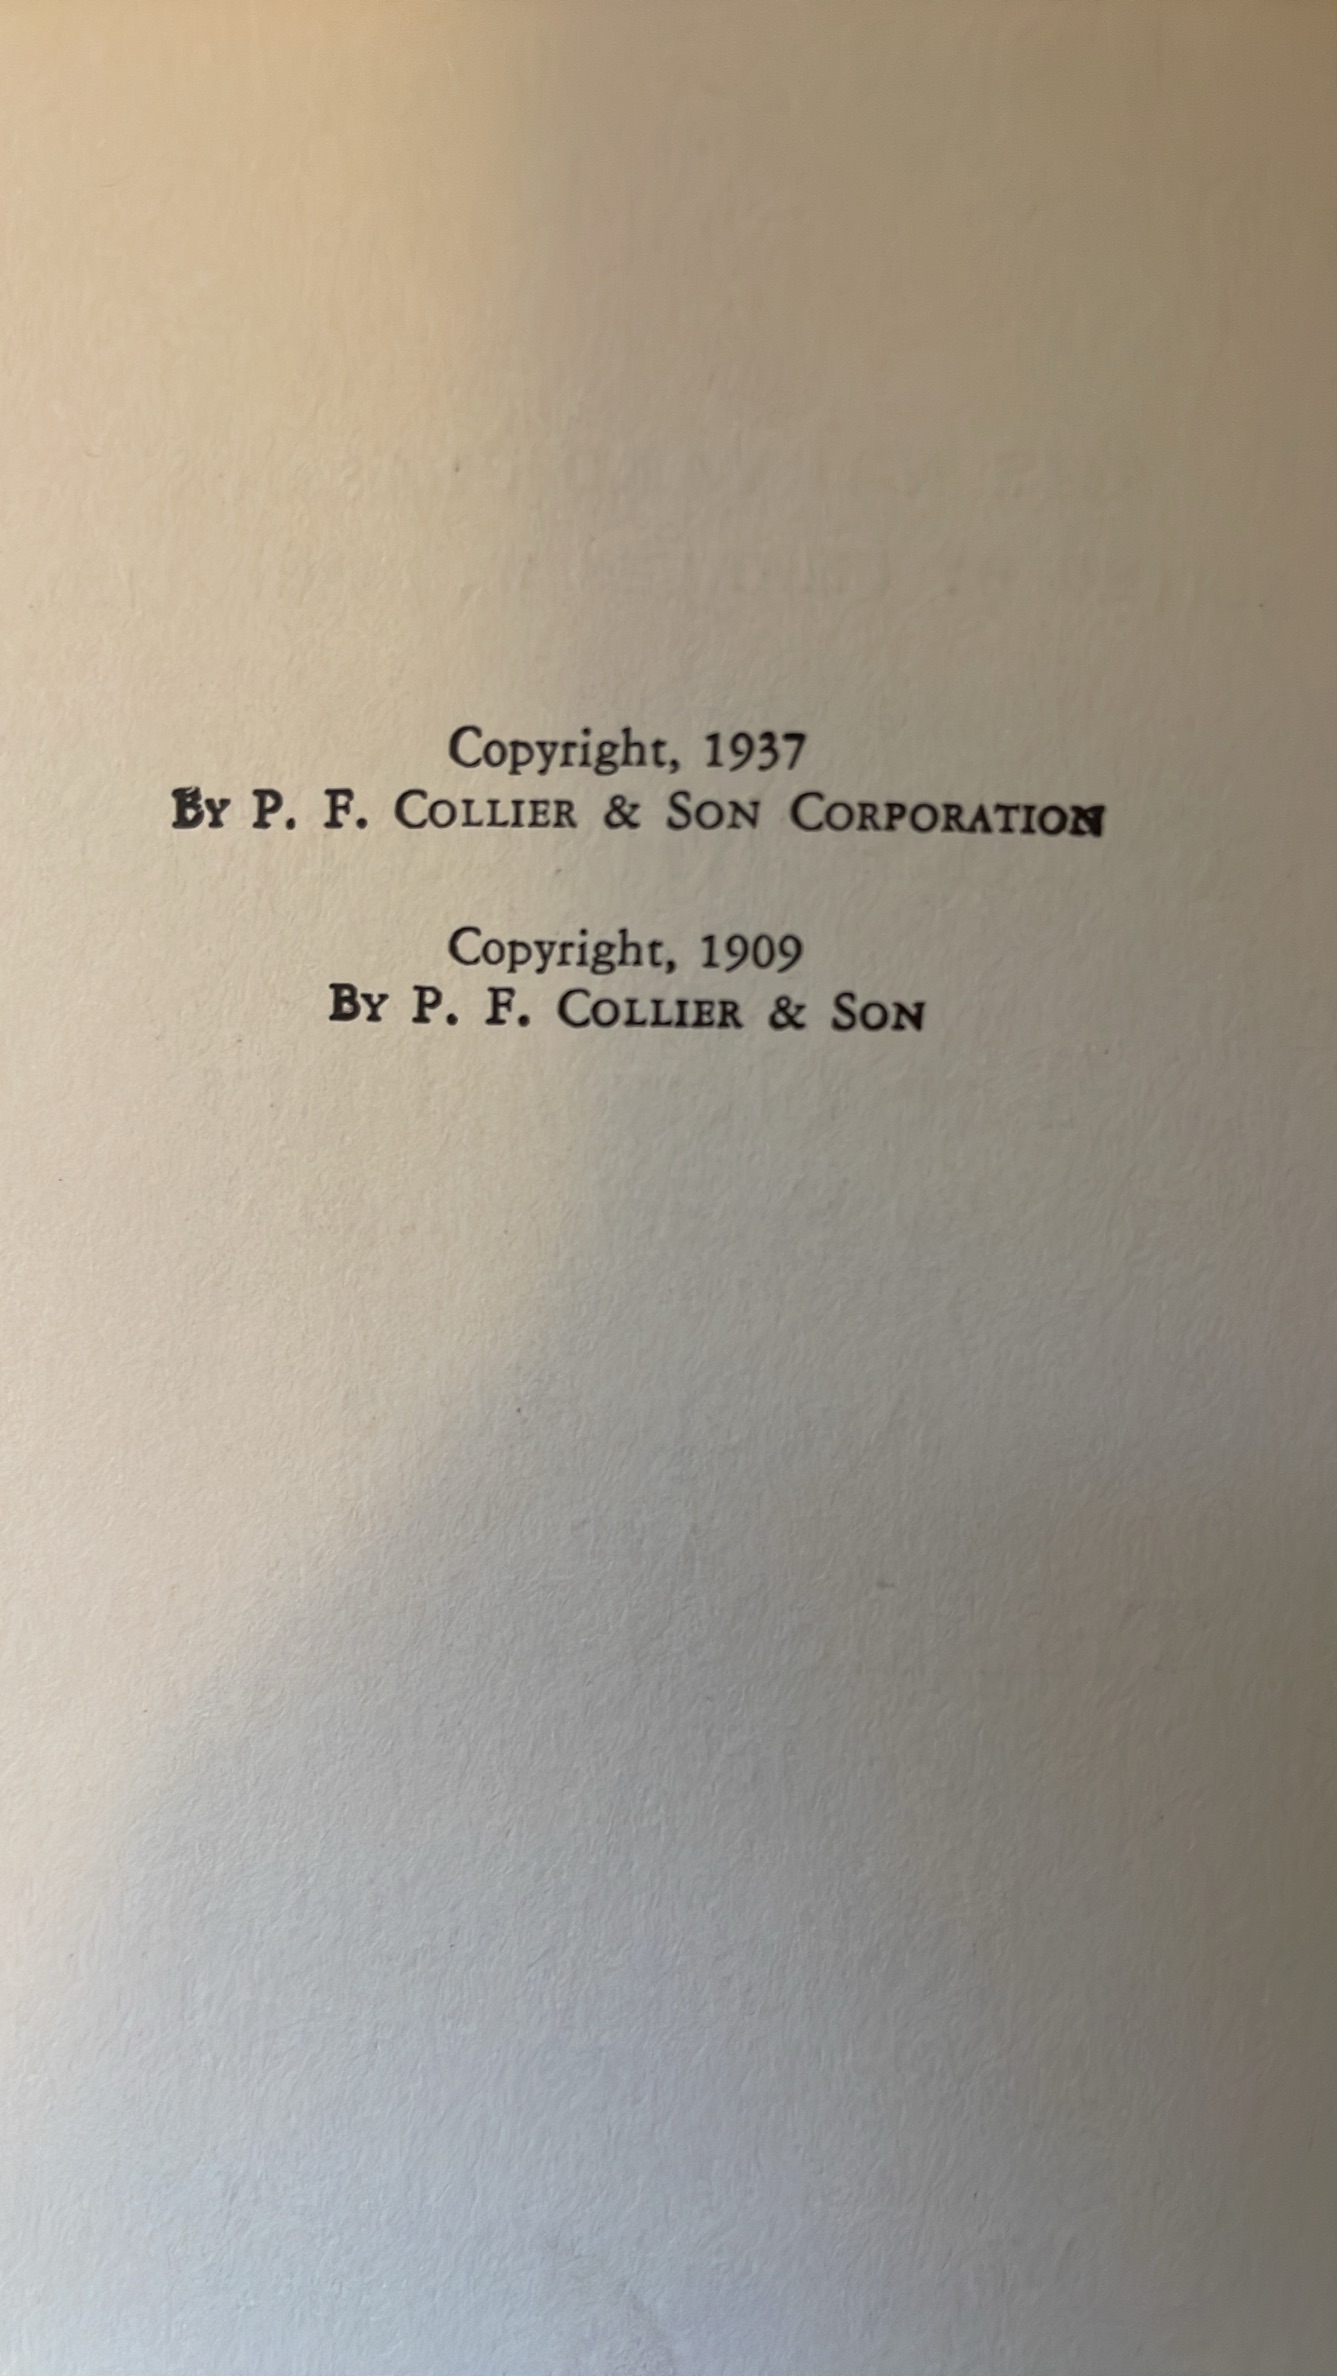 Copyright, 1937
By P. F. Collier & Son Corporation
Copyright, 1909
By P. F. Collier & Son